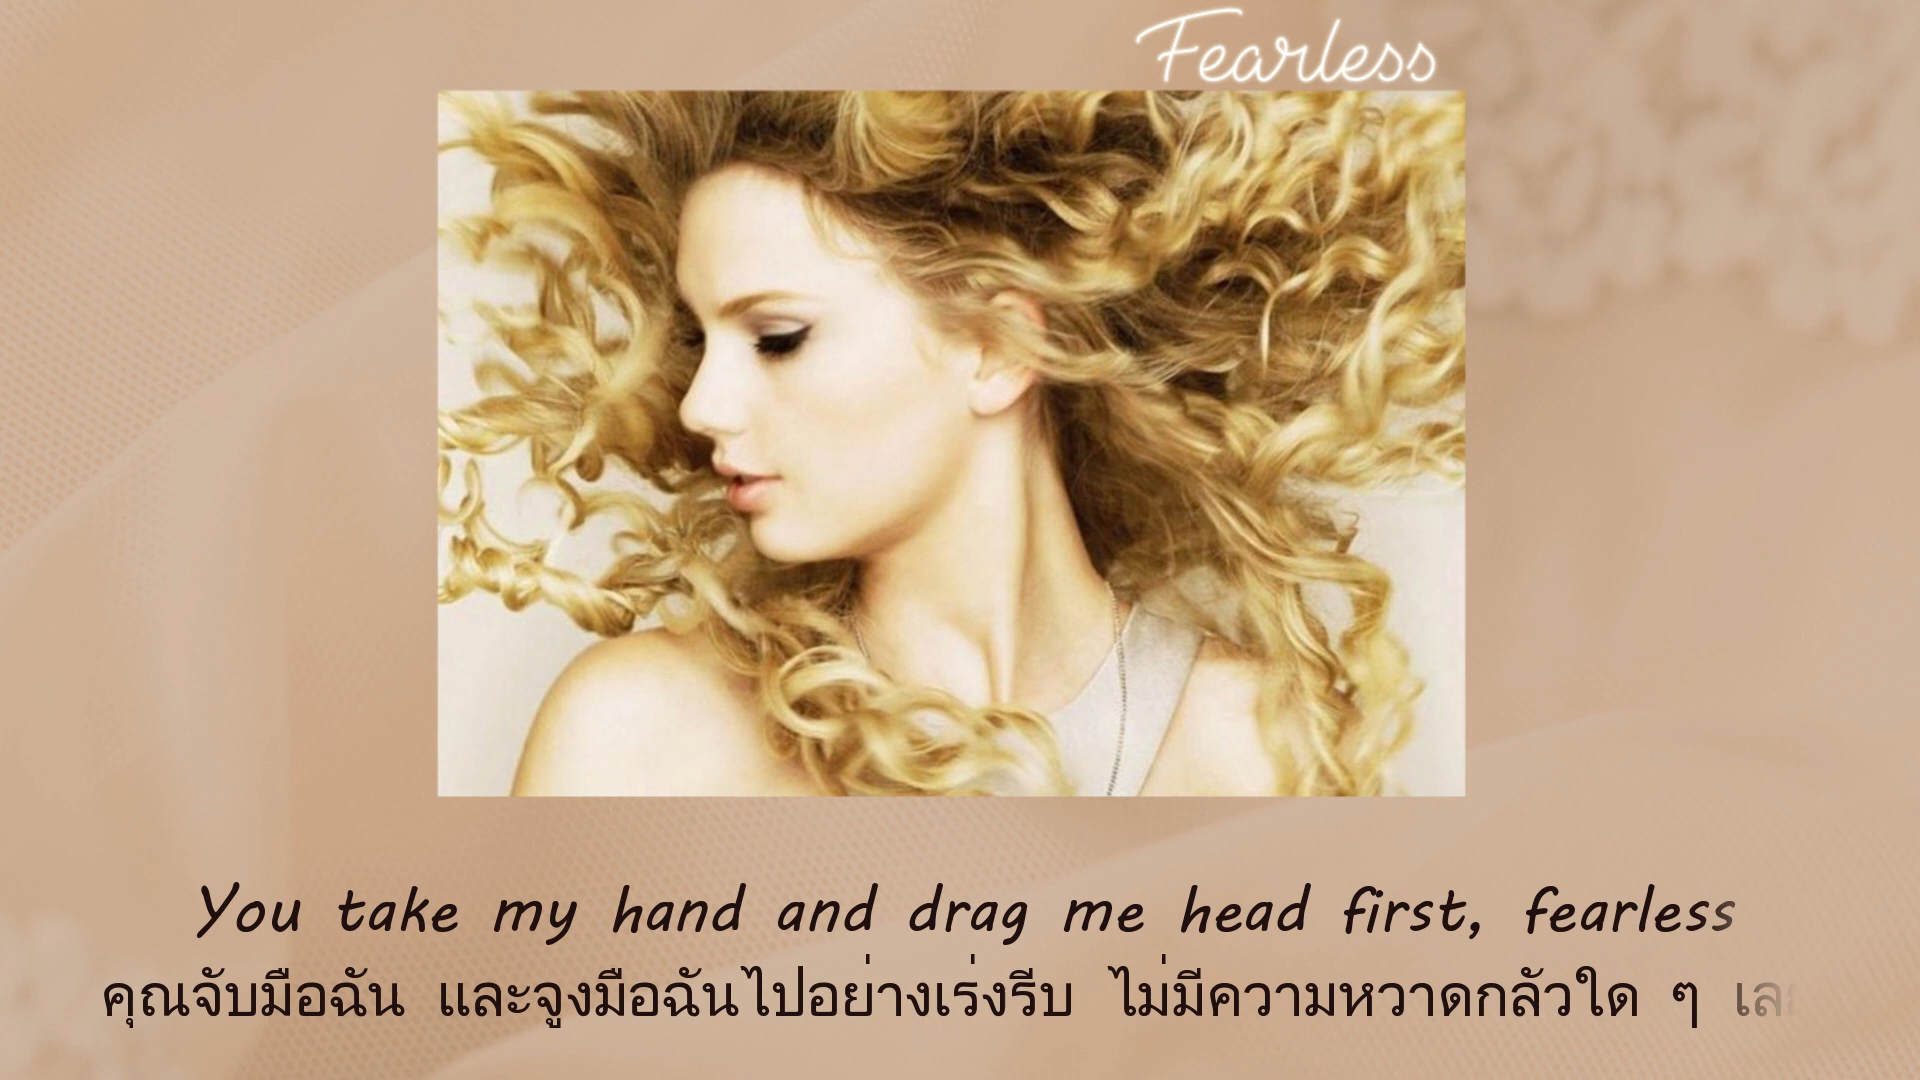 Fearless
You take my hand and drag me head first, fearless
คุณจับมือฉัน และจูงมือฉันไปอย่างเร่งรีบ ไม่มีความหวาดกลัวใด ๆ